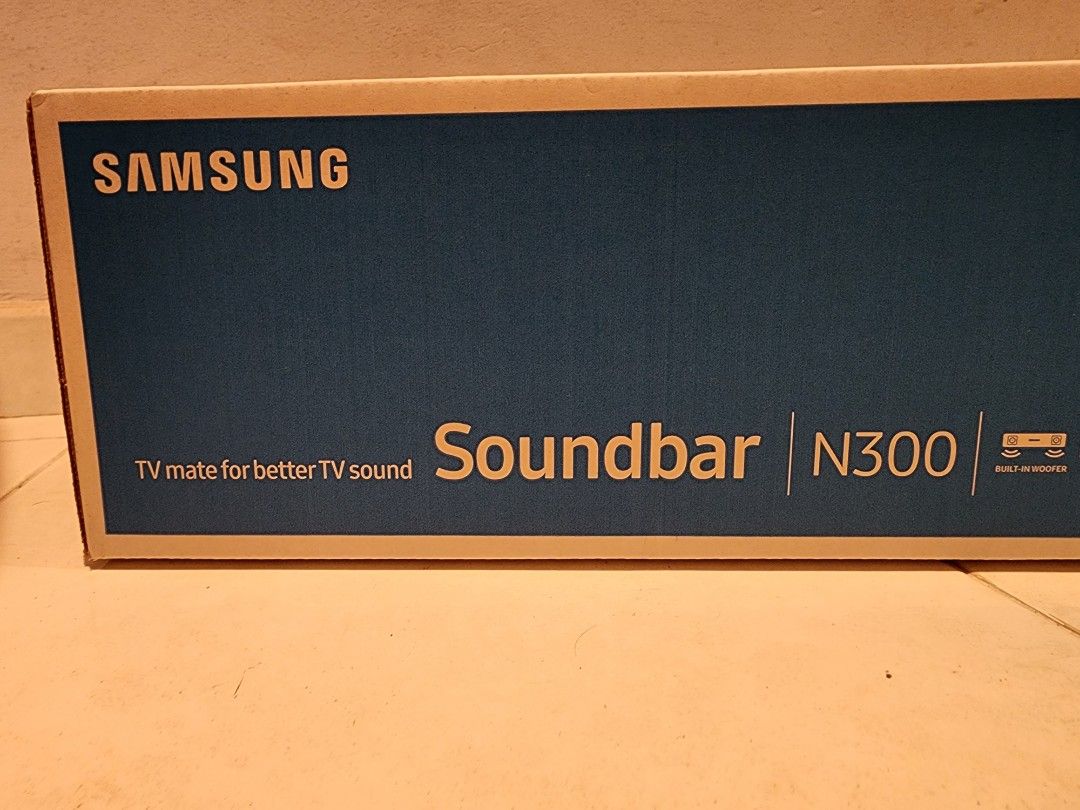 SAMSUNG
TV mate for better TV sound Soundbar N300
BUILT-IN WOOFER